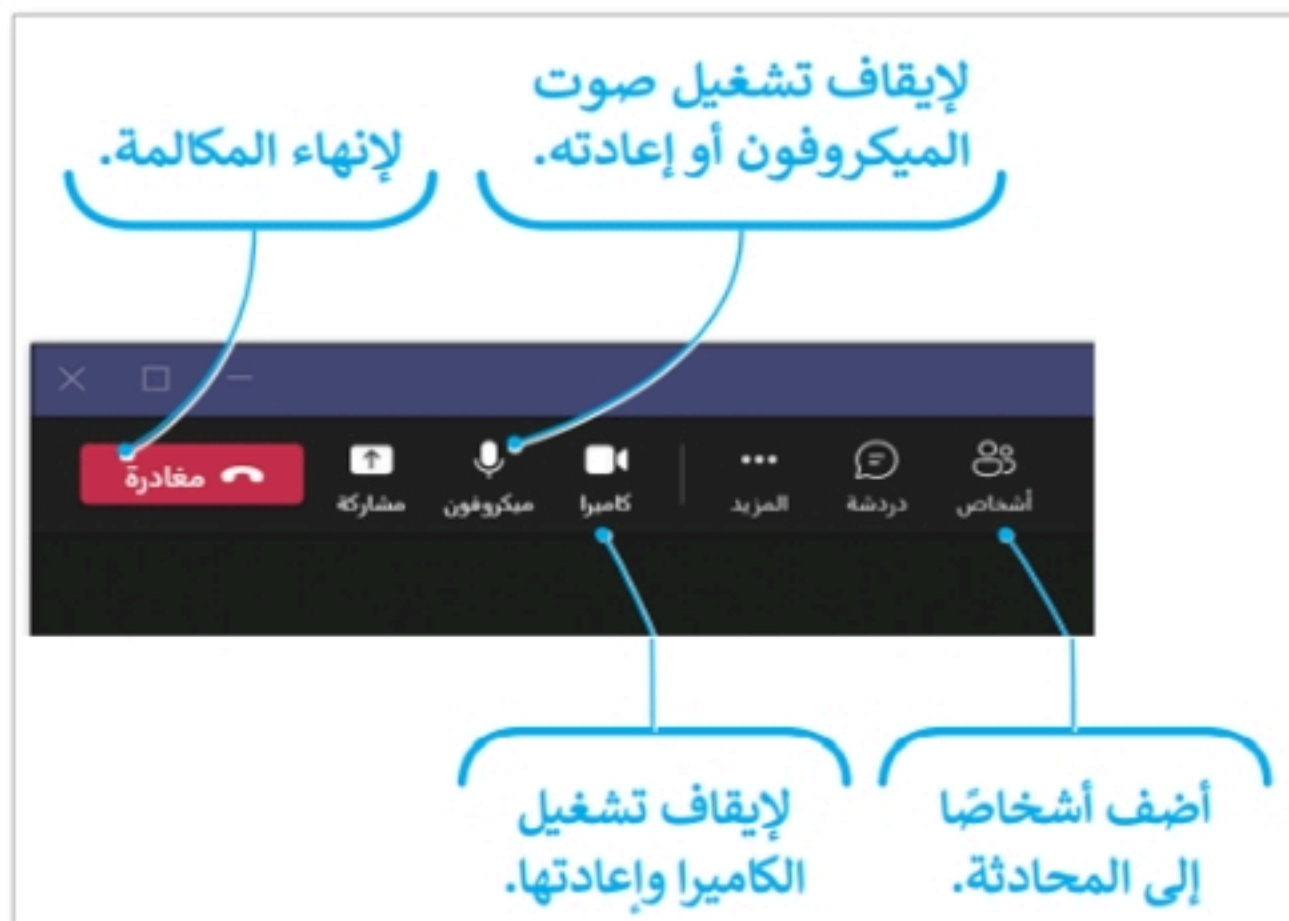 لإيقاف تشغيل صوت
الميكروفون أو إعادته.
لإنهاء المكالمة.
أشخاص
دردشة
المزيد
كاميرا
ميكروفون
مشاركة
مغادرة
أضف أشخاصًا
إلى المحادثة.
لإيقاف تشغيل
الكاميرا وإعادتها.